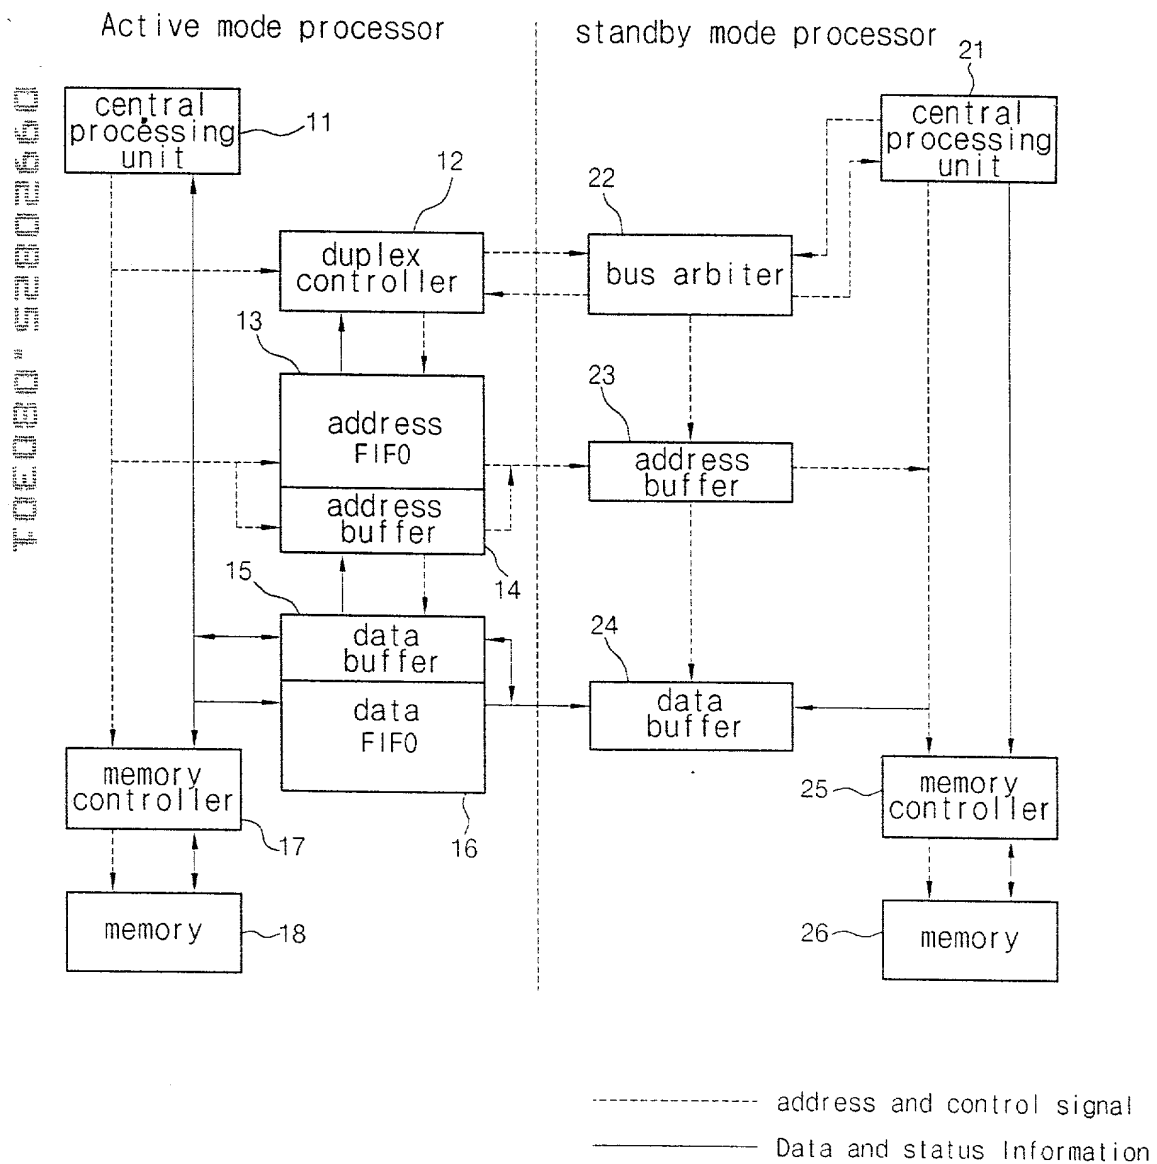 Active mode processor
standby mode processor
central
processing
unit
11
12
duplex
controller
13
address
FIFO
address
buffer
14
15
data
buffer
data
FIFO
16
memory
controller
17
memory
18
21
central
processing
unit
22
bus arbiter
23
address
buffer
24
data
buffer
25
memory
controller
26
memory
address and control signal
Data and status Information